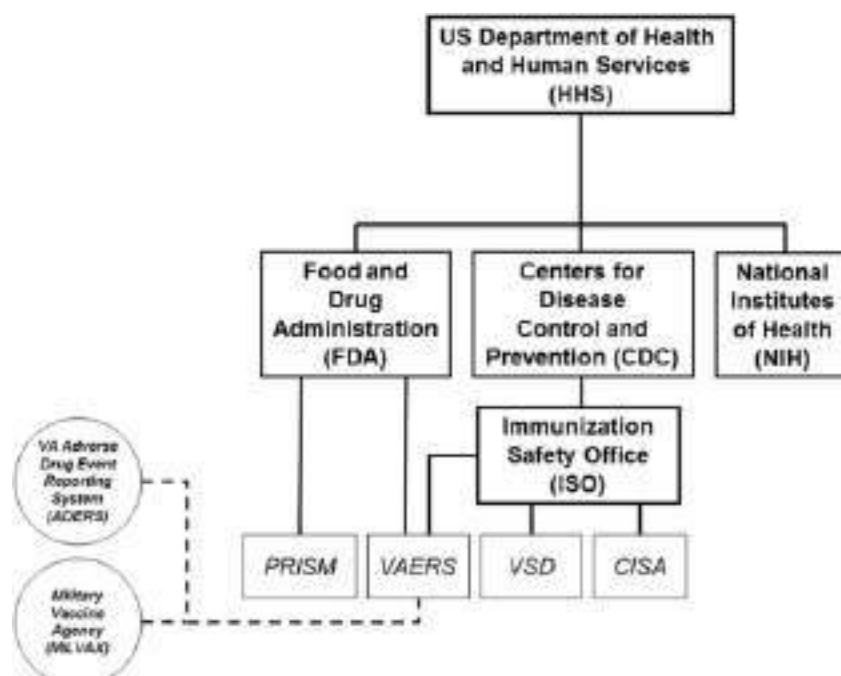 US Department of Health
and Human Services
(HHS)
Food and
Drug
Administration
(FDA)
Centers for
Disease
Control and
Prevention (CDC)
National
Institutes
of Health
(NIH)
Immunization
Safety Office
(ISO)
VA Adverse
Drug Event
Reporting
System
(ADERS)
PRISM
VAERS
VSD
CISA
Military
Vaccine
Agency
(MILVAX)